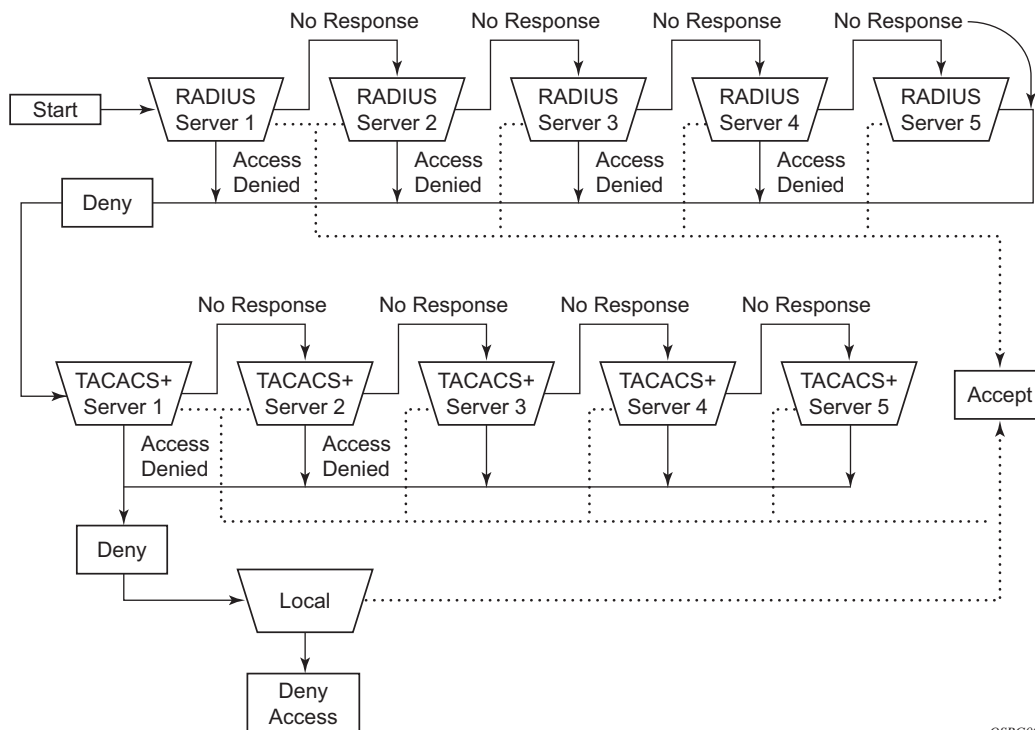 No Response
No Response
No Response
No Response
No Response
Start
RADIUS
Server 1
RADIUS
Server 2
RADIUS
Server 3
RADIUS
Server 4
RADIUS
Server 5
Access
Denied
Access
Denied
Access
Denied
Access
Denied
Deny
No Response
No Response
No Response
No Response
TACACS+
Server 1
TACACS+
Server 2
TACACS+
Server 3
TACACS+
Server 4
TACACS+
Server 5
Accept
Access
Denied
Access
Denied
Deny
Local
Deny
Access